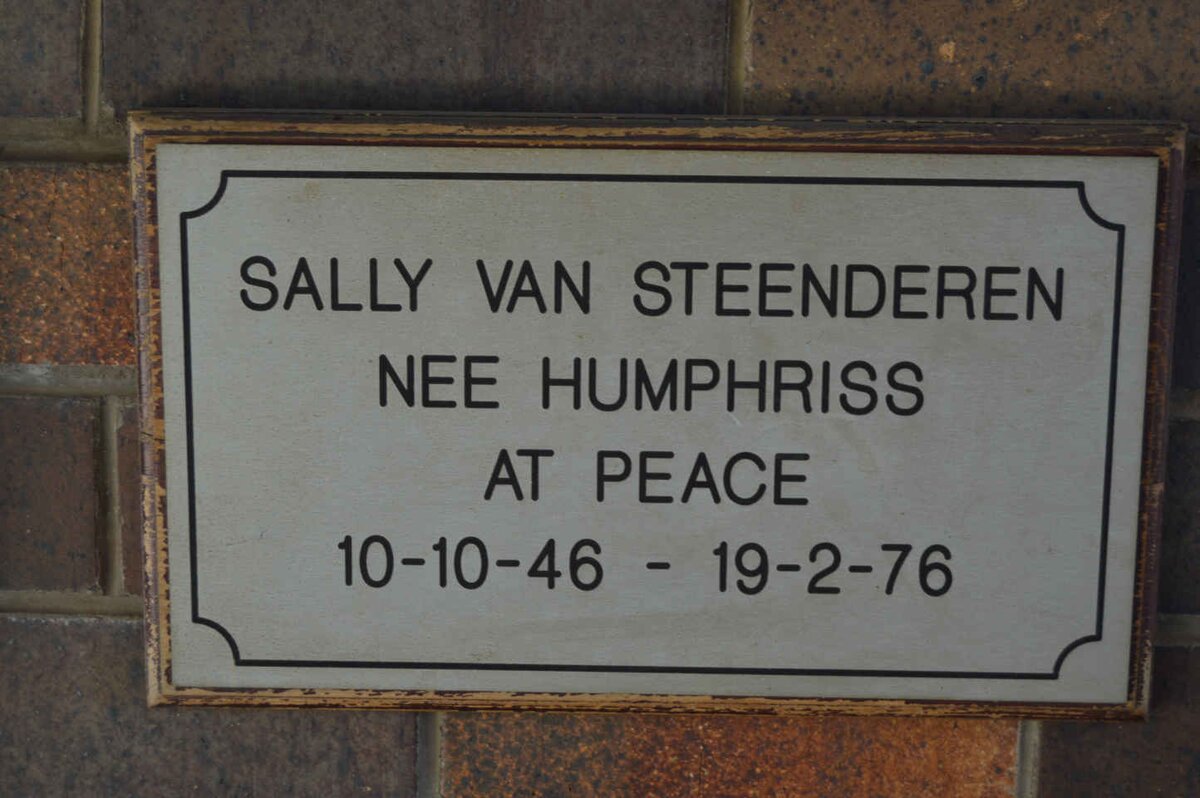 SALLY VAN STEENDEREN
NEE HUMPHRISS
AT PEACE
10-10-46 - 19-2-76